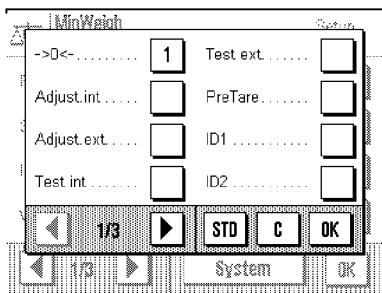 MinWeigh
->0<-........ 1
Test ext.....
Adjust.int.....
PreTare.......
Adjust.ext.....
ID1...........
Test int.......
ID2...........
1/3
STD
C
OK
1/3
System
OK